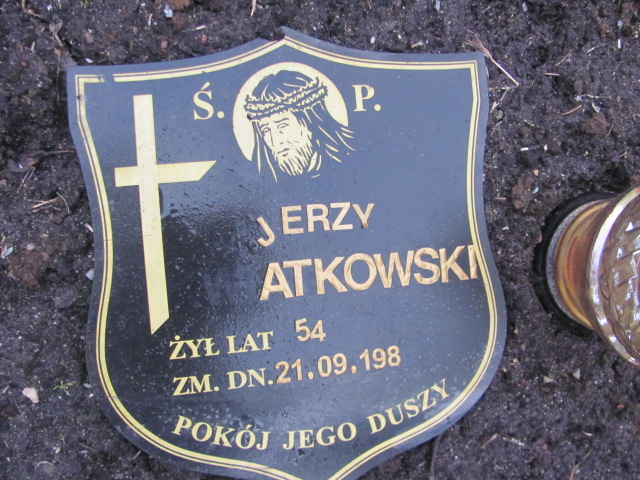 Ś. P.
JERZY
ATKOWSKI
ŻYŁ LAT 54
ZM. DN. 21.09.198
POKÓJ JEGO DUSZY